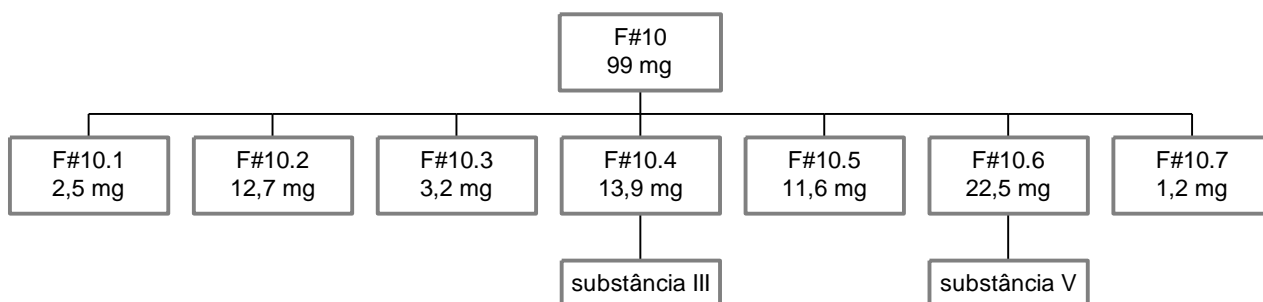 F#10
99 mg
F#10.1
2,5 mg
F#10.2
12,7 mg
F#10.3
3,2 mg
F#10.4
13,9 mg
F#10.5
11,6 mg
F#10.6
22,5 mg
F#10.7
1,2 mg
substância III
substância V